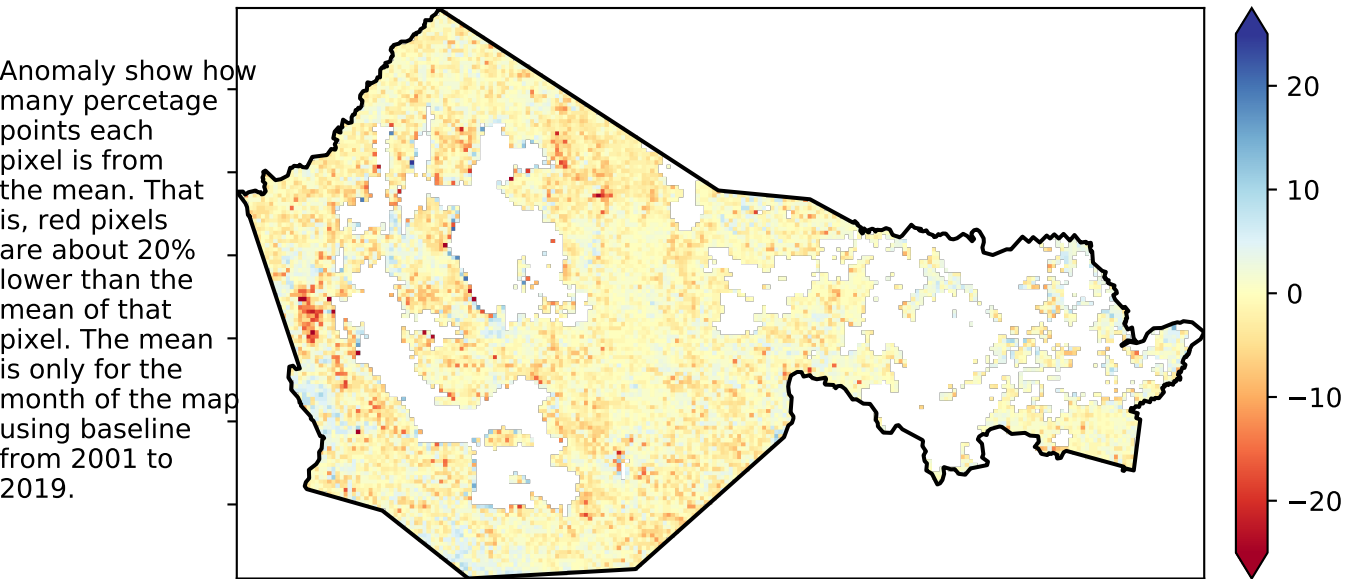 Anomaly show how
many percetage
points each
pixel is from
the mean. That
is, red pixels
are about 20%
lower than the
mean of that
pixel. The mean
is only for the
month of the map
using baseline
from 2001 to
2019.
20
10
0
−10
−20